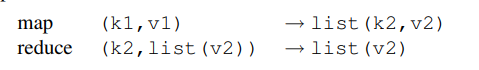 map (k1,v1) → list(k2,v2)
reduce (k2,list(v2)) → list(v2)